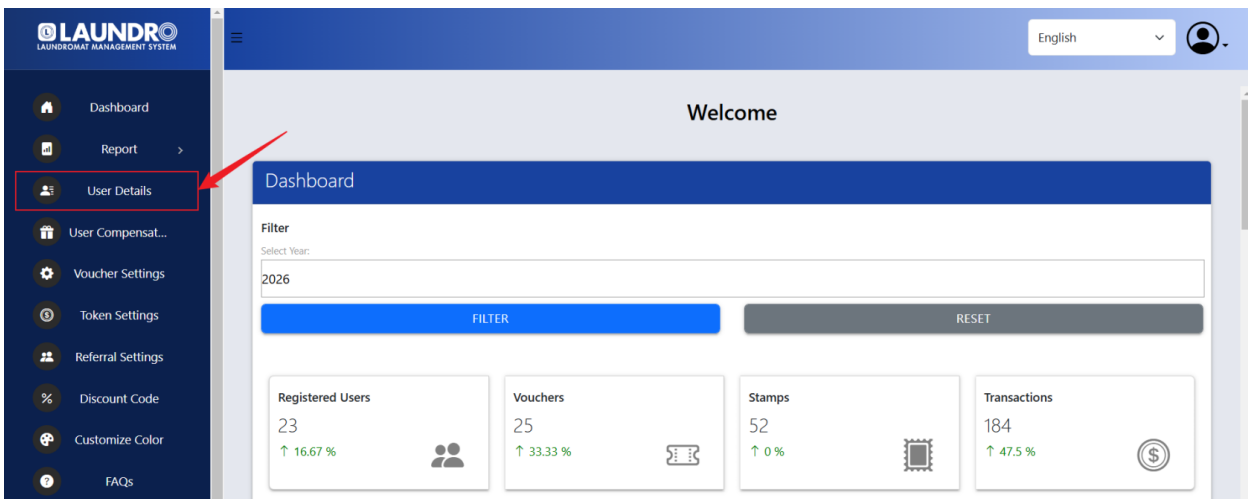 LAUNDRO
LAUNDROMAT MANAGEMENT SYSTEM
English
Dashboard
Report
User Details
User Compensat...
Voucher Settings
Token Settings
Referral Settings
Discount Code
Customize Color
FAQs
Welcome
Dashboard
Filter
Select Year:
2026
FILTER
RESET
Registered Users
23
↑ 16.67 %
Vouchers
25
↑ 33.33 %
Stamps
52
↑ 0 %
Transactions
184
↑ 47.5 %